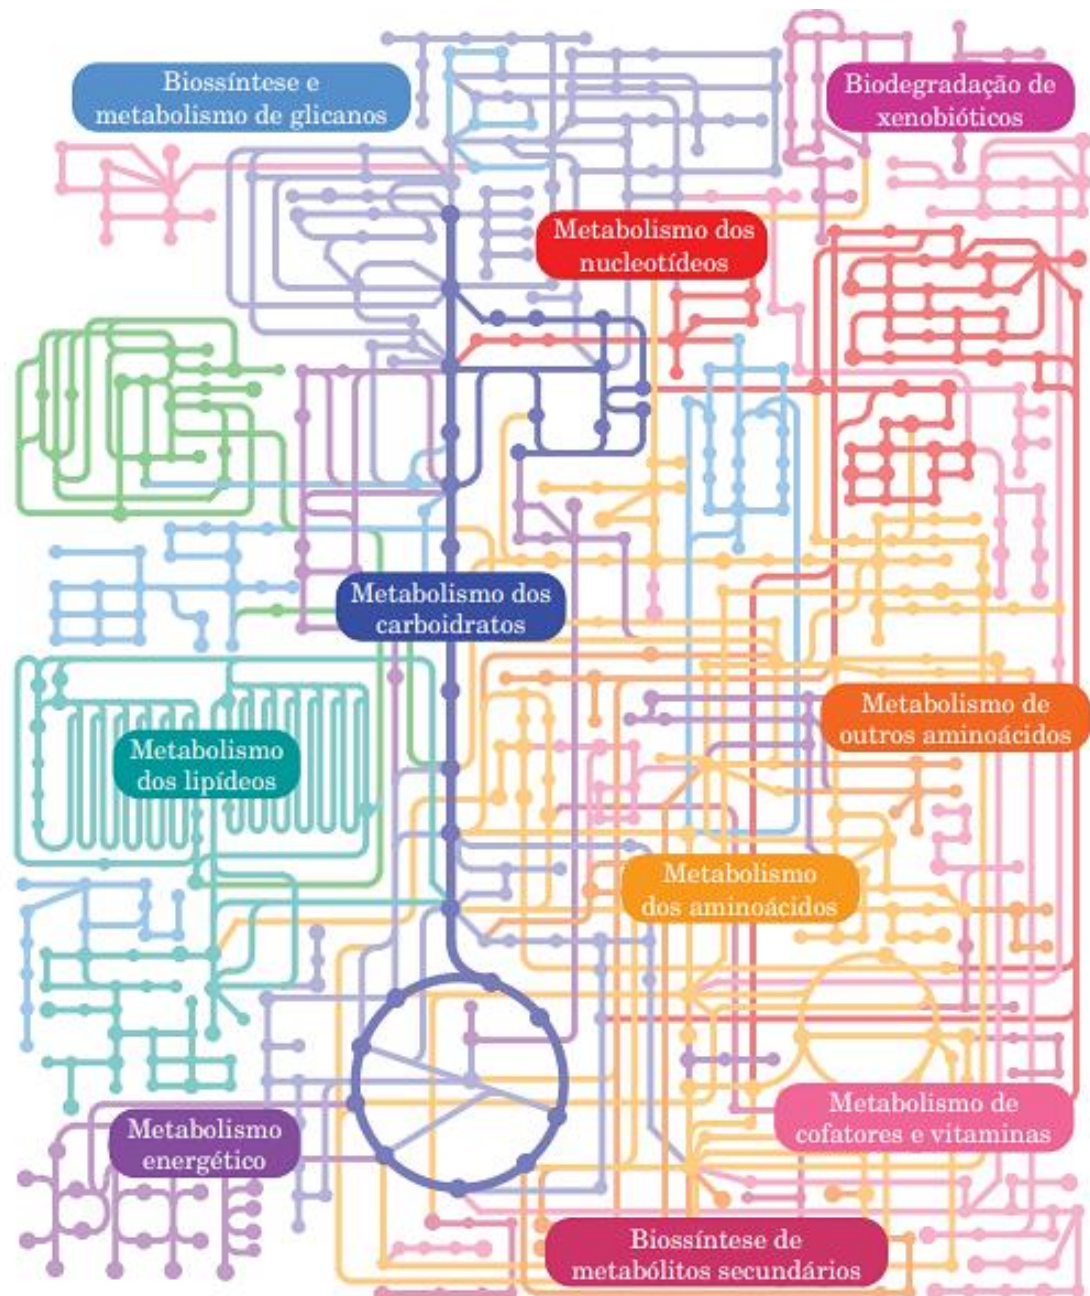 Biossíntese e
metabolismo de glicanos
Biodegradação de
xenobióticos
Metabolismo dos
nucleotídeos
Metabolismo dos
carboidratos
Metabolismo de
outros aminoácidos
Metabolismo
dos lipídeos
Metabolismo
dos aminoácidos
Metabolismo de
cofatores e vitaminas
Metabolismo
energético
Biossíntese de
metabólitos secundários